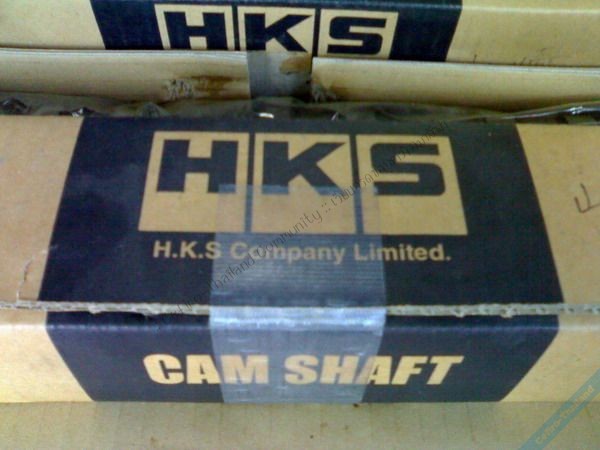 HKS
HKS
H.K.S Company Limited.
CAM SHAFT